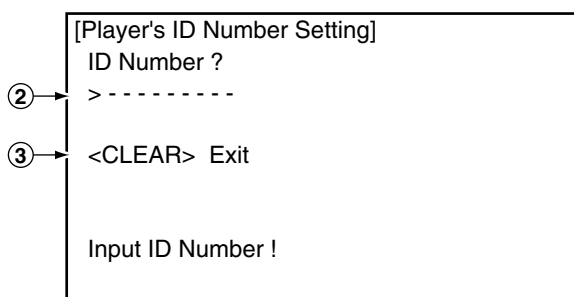 [Player's ID Number Setting]
ID Number ?
② > - - - - - - - - -
③ <CLEAR> Exit
Input ID Number !